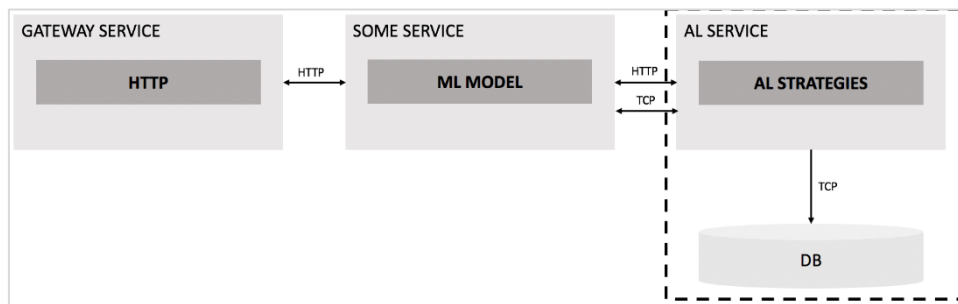 GATEWAY SERVICE
HTTP
HTTP
SOME SERVICE
ML MODEL
HTTP
TCP
AL SERVICE
AL STRATEGIES
TCP
DB